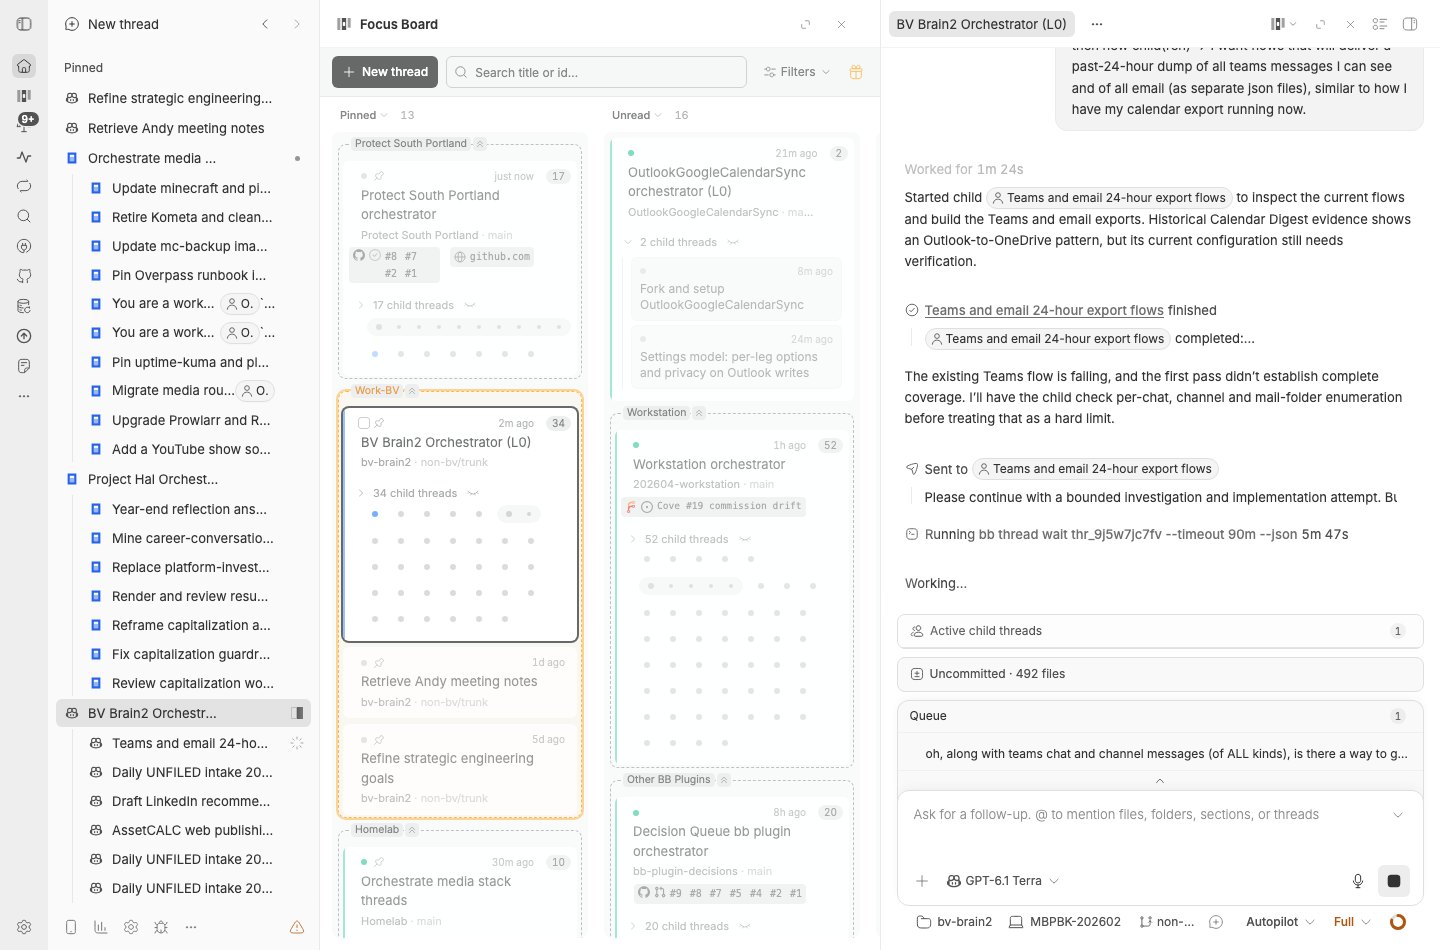 New thread
Pinned
Refine strategic engineering...
Retrieve Andy meeting notes
Orchestrate media ...
Update minecraft and pl...
Retire Kometa and clean...
Update mc-backup ima...
Pin Overpass runbook i...
You are a work... O. `...
You are a work... O. `...
Pin uptime-kuma and pl...
Migrate media rou... O.
Upgrade Prowlarr and R...
Add a YouTube show so...
Project Hal Orchest...
Year-end reflection ans...
Mine career-conversatio...
Replace platform-invest...
Render and review resu...
Reframe capitalization a...
Fix capitalization guardr...
Review capitalization wo...
BV Brain2 Orchestr...
Teams and email 24-ho...
Daily UNFILED intake 20...
Draft LinkedIn recomme...
AssetCALC web publishi...
Daily UNFILED intake 20...
Daily UNFILED intake 20...
9+
Focus Board
New thread
Search title or id...
Filters
Pinned 13
Protect South Portland
just now 17
Protect South Portland
orchestrator
Protect South Portland · main
#8 #7
#2 #1
github.com
17 child threads
Work-BV
2m ago 34
BV Brain2 Orchestrator (L0)
bv-brain2 · non-bv/trunk
34 child threads
1d ago
Retrieve Andy meeting notes
bv-brain2 · non-bv/trunk
5d ago
Refine strategic engineering
goals
bv-brain2 · non-bv/trunk
Homelab
30m ago 10
Orchestrate media stack
threads
Homelab · main
Unread 16
21m ago 2
OutlookGoogleCalendarSync
orchestrator (L0)
OutlookGoogleCalendarSync · ma...
2 child threads
8m ago
Fork and setup
OutlookGoogleCalendarSync
24m ago
Settings model: per-leg options
and privacy on Outlook writes
Workstation
1h ago 52
Workstation orchestrator
202604-workstation · main
Cove #19 commission drift
52 child threads
Other BB Plugins
8h ago 20
Decision Queue bb plugin
orchestrator
bb-plugin-decisions · main
#9 #8 #7 #5 #4 #2 #1
20 child threads
BV Brain2 Orchestrator (L0)
past-24-hour dump of all teams messages I can see
and of all email (as separate json files), similar to how I
have my calendar export running now.
Worked for 1m 24s
Started child Teams and email 24-hour export flows to inspect the current flows
and build the Teams and email exports. Historical Calendar Digest evidence shows
an Outlook-to-OneDrive pattern, but its current configuration still needs
verification.
Teams and email 24-hour export flows finished
Teams and email 24-hour export flows completed:...
The existing Teams flow is failing, and the first pass didn't establish complete
coverage. I'll have the child check per-chat, channel and mail-folder enumeration
before treating that as a hard limit.
Sent to Teams and email 24-hour export flows
Please continue with a bounded investigation and implementation attempt. Bu
Running bb thread wait thr_9j5w7jc7fv --timeout 90m --json 5m 47s
Working...
Active child threads 1
Uncommitted · 492 files
Queue 1
oh, along with teams chat and channel messages (of ALL kinds), is there a way to g...
Ask for a follow-up. @ to mention files, folders, sections, or threads
GPT-6.1 Terra
bv-brain2 MBPBK-202602 non-... Autopilot Full